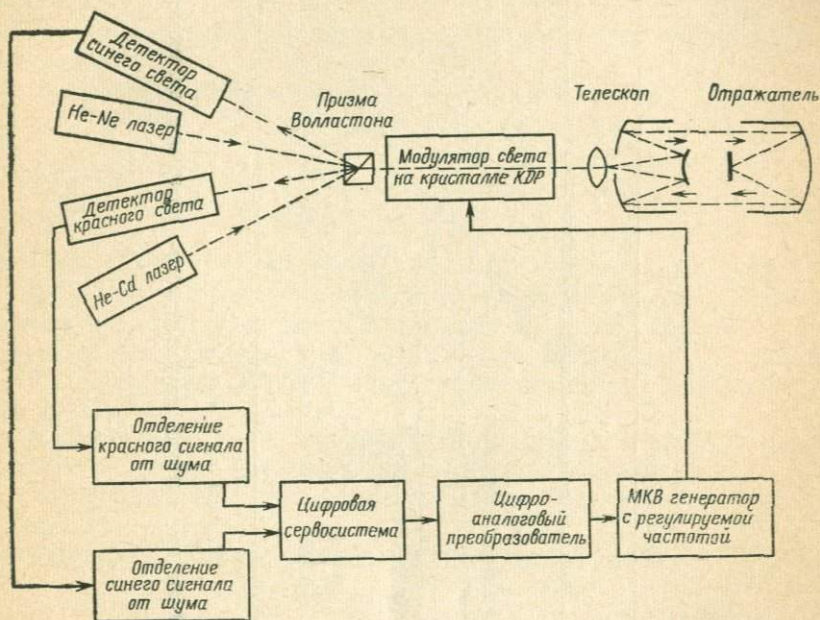 Детектор
синего света
He-Ne лазер
Детектор
красного света
He-Cd лазер
Призма
Волластона
Модулятор света
на кристалле KDP
Телескоп
Отражатель
Отделение
красного сигнала
от шума
Отделение
синего сигнала
от шума
Цифровая
сервосистема
Цифро-
аналоговый
преобразователь
МКВ генератор
с регулируемой
частотой